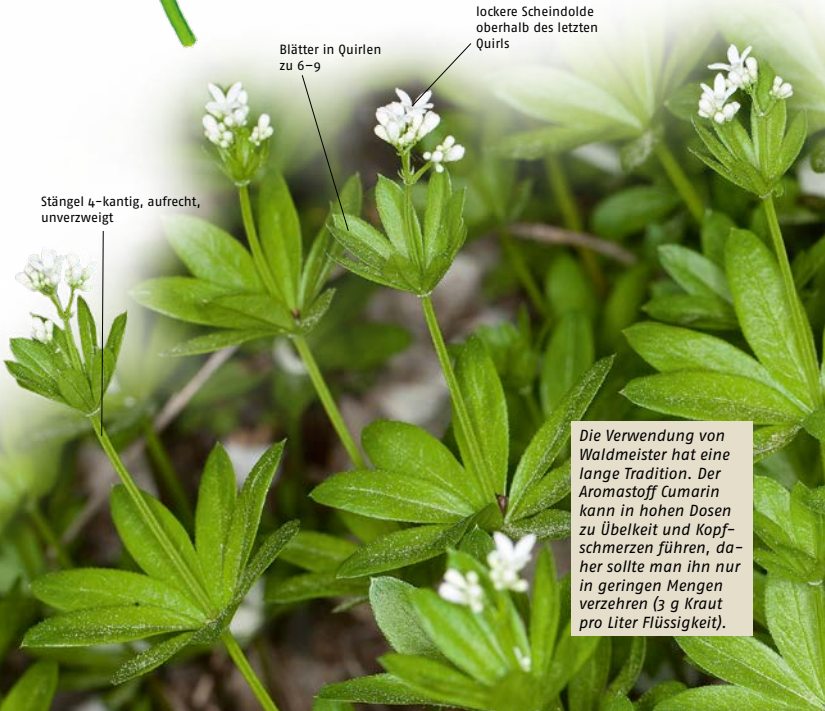 lockere Scheindolde
oberhalb des letzten
Quirls
Blätter in Quirlen
zu 6–9
Stängel 4-kantig, aufrecht,
unverzweigt
Die Verwendung von
Waldmeister hat eine
lange Tradition. Der
Aromastoff Cumarin
kann in hohen Dosen
zu Übelkeit und Kopf-
schmerzen führen, da-
her sollte man ihn nur
in geringen Mengen
verzehren (3 g Kraut
pro Liter Flüssigkeit).